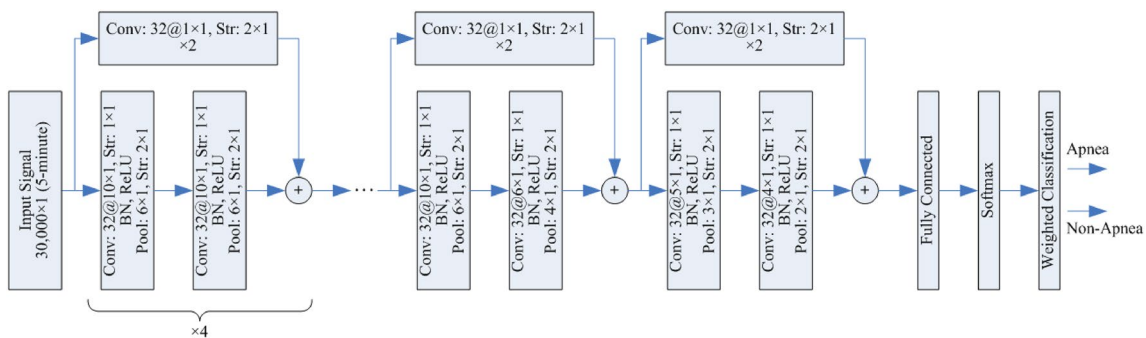 Conv: 32@1×1, Str: 2×1
×2
Conv: 32@1×1, Str: 2×1
×2
Conv: 32@1×1, Str: 2×1
×2
Input Signal
30,000×1 (5-minute)
Conv: 32@10×1, Str: 1×1
BN, ReLU
Pool: 6×1, Str: 2×1
Conv: 32@10×1, Str: 1×1
BN, ReLU
Pool: 6×1, Str: 2×1
+
...
Conv: 32@10×1, Str: 1×1
BN, ReLU
Pool: 6×1, Str: 2×1
Conv: 32@6×1, Str: 1×1
BN, ReLU
Pool: 4×1, Str: 2×1
+
Conv: 32@5×1, Str: 1×1
BN, ReLU
Pool: 3×1, Str: 2×1
Conv: 32@4×1, Str: 1×1
BN, ReLU
Pool: 2×1, Str: 2×1
+
Fully Connected
Softmax
Weighted Classification
Apnea
Non-Apnea
×4